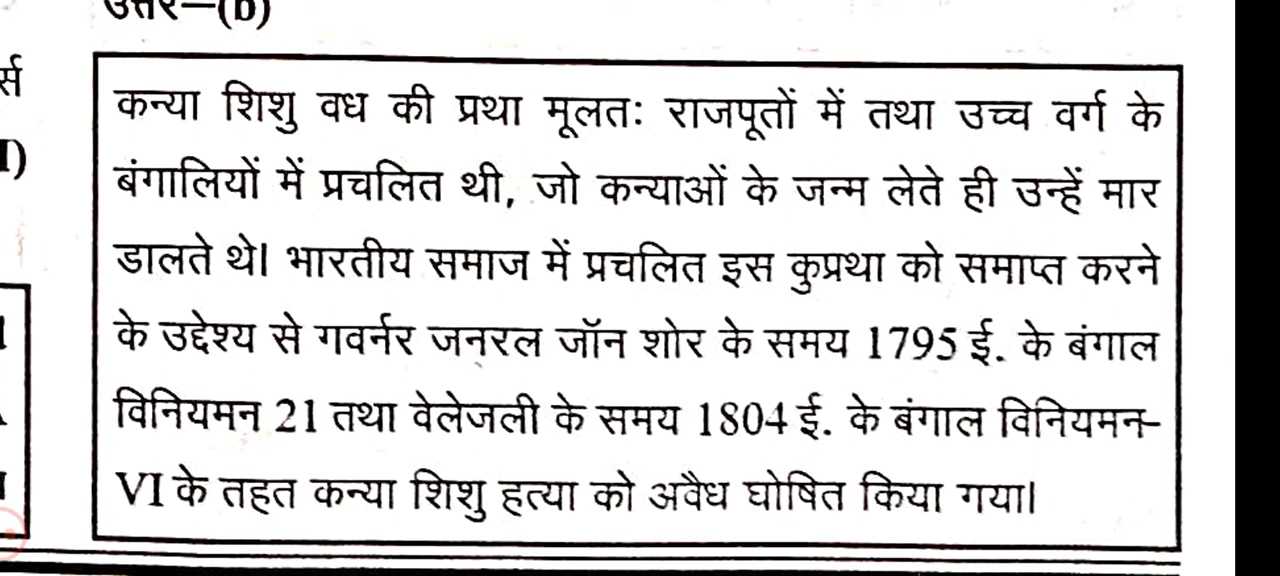 उत्तर—(b)
र्स
कन्या शिशु वध की प्रथा मूलतः राजपूतों में तथा उच्च वर्ग के
I)
बंगालियों में प्रचलित थी, जो कन्याओं के जन्म लेते ही उन्हें मार
डालते थे। भारतीय समाज में प्रचलित इस कुप्रथा को समाप्त करने
के उद्देश्य से गवर्नर जनरल जॉन शोर के समय 1795 ई. के बंगाल
विनियमन 21 तथा वेलेजली के समय 1804 ई. के बंगाल विनियमन-
VI के तहत कन्या शिशु हत्या को अवैध घोषित किया गया।